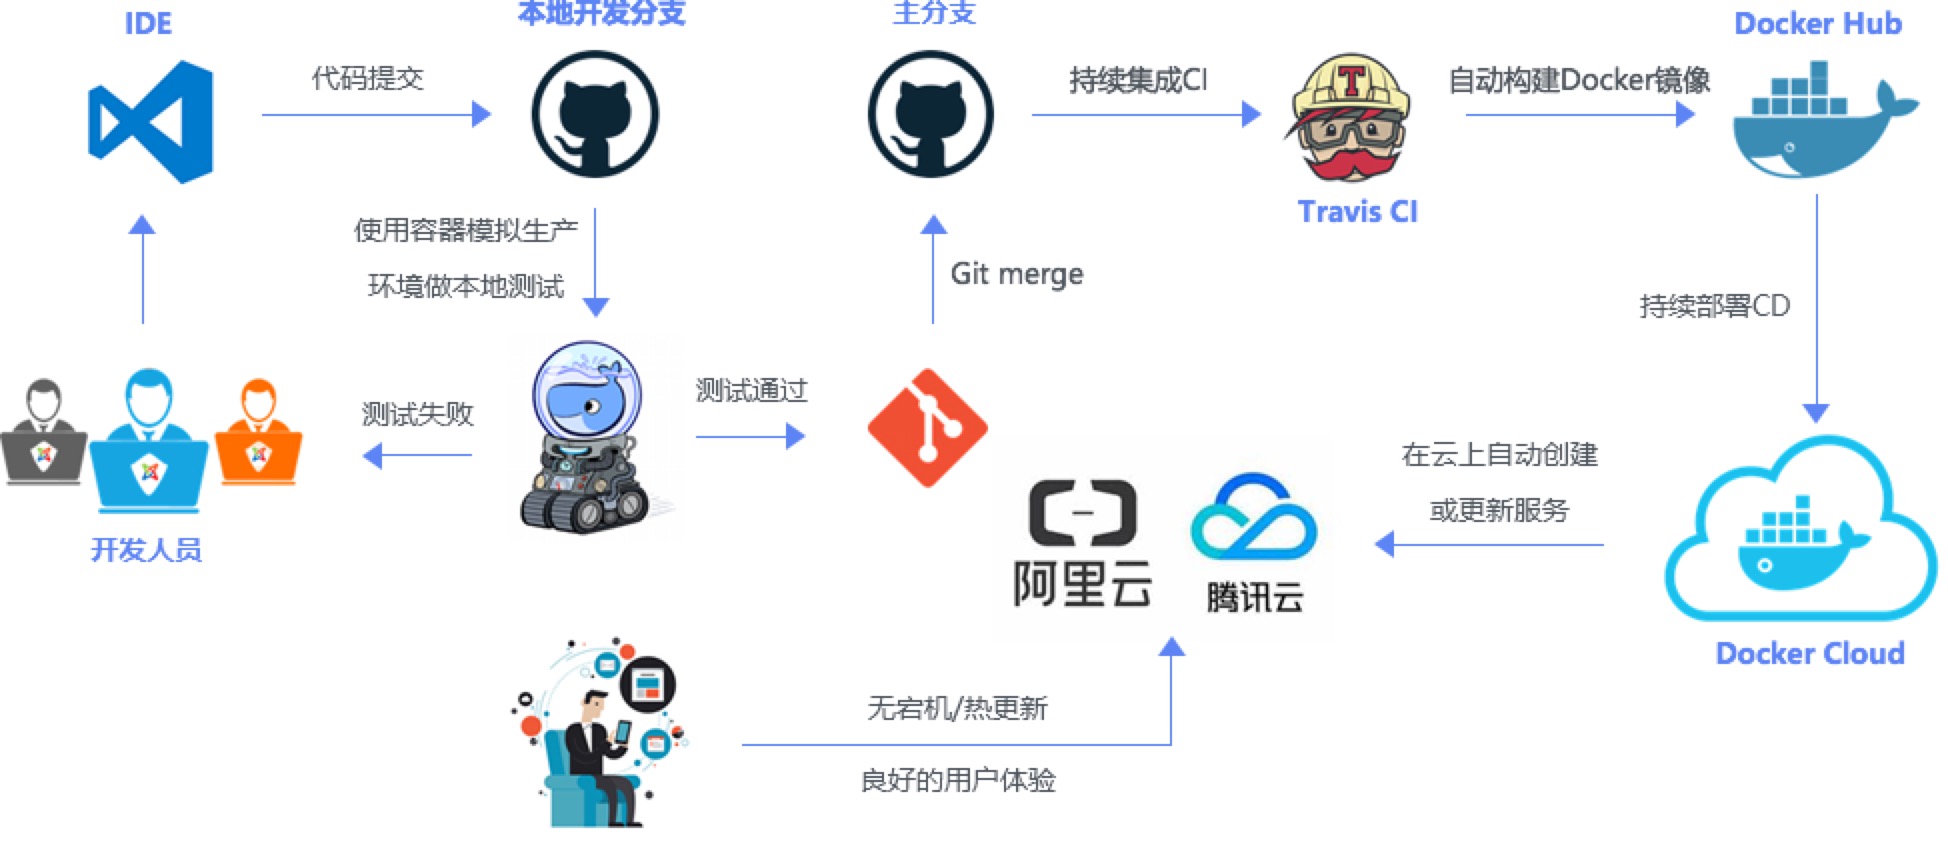 IDE
本地开发分支
主分支
Docker Hub
代码提交
持续集成CI
自动构建Docker镜像
T
Travis CI
使用容器模拟生产
环境做本地测试
Git merge
持续部署CD
测试失败
测试通过
开发人员
在云上自动创建
或更新服务
阿里云
腾讯云
Docker Cloud
无宕机/热更新
良好的用户体验